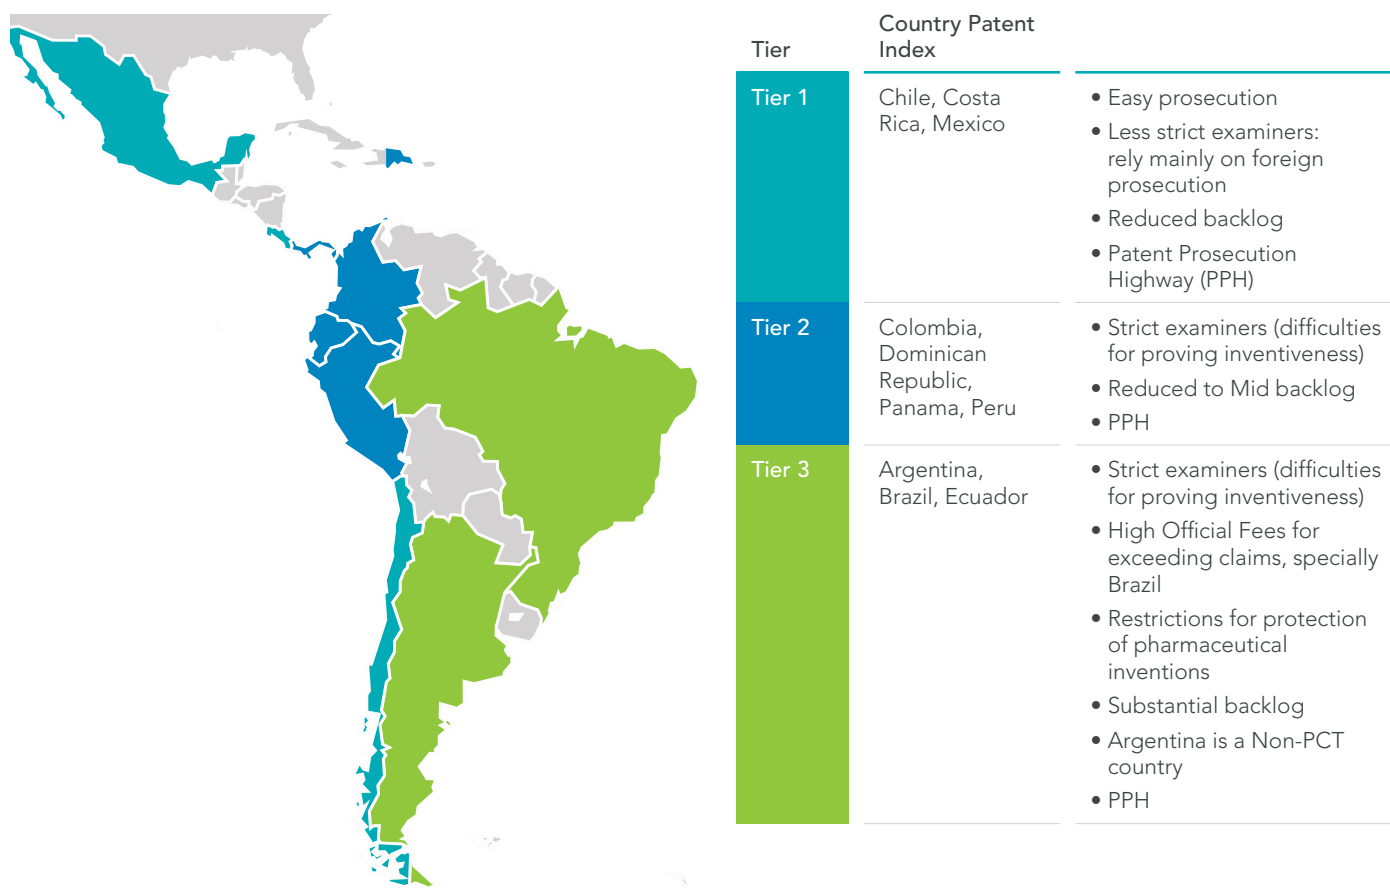 Tier
Country Patent
Index
Tier 1
Chile, Costa
Rica, Mexico
• Easy prosecution
• Less strict examiners:
rely mainly on foreign
prosecution
• Reduced backlog
• Patent Prosecution
Highway (PPH)
Tier 2
Colombia,
Dominican
Republic,
Panama, Peru
• Strict examiners (difficulties
for proving inventiveness)
• Reduced to Mid backlog
• PPH
Tier 3
Argentina,
Brazil, Ecuador
• Strict examiners (difficulties
for proving inventiveness)
• High Official Fees for
exceeding claims, specially
Brazil
• Restrictions for protection
of pharmaceutical
inventions
• Substantial backlog
• Argentina is a Non-PCT
country
• PPH